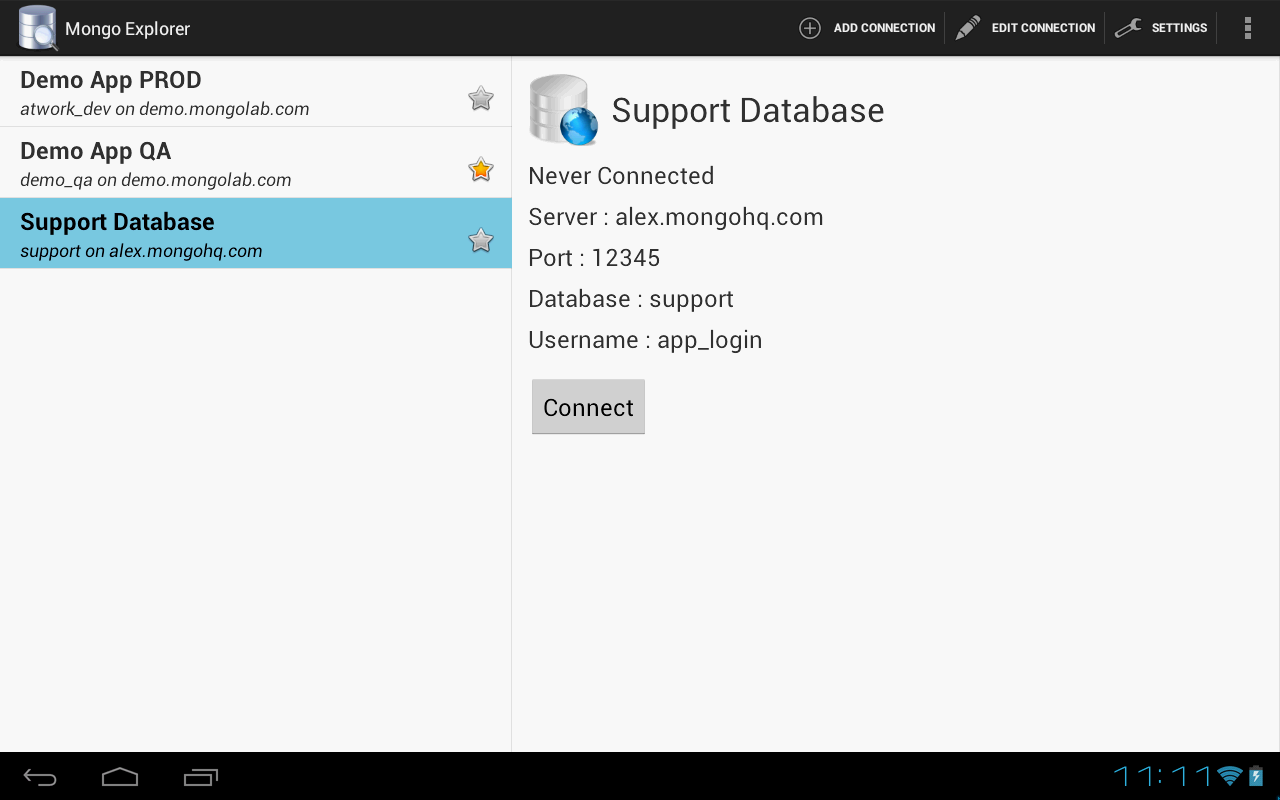 Mongo Explorer
ADD CONNECTION
EDIT CONNECTION
SETTINGS
Demo App PROD
atwork_dev on demo.mongolab.com
Demo App QA
demo_qa on demo.mongolab.com
Support Database
support on alex.mongohq.com
Support Database
Never Connected
Server : alex.mongohq.com
Port : 12345
Database : support
Username : app_login
Connect
11:11